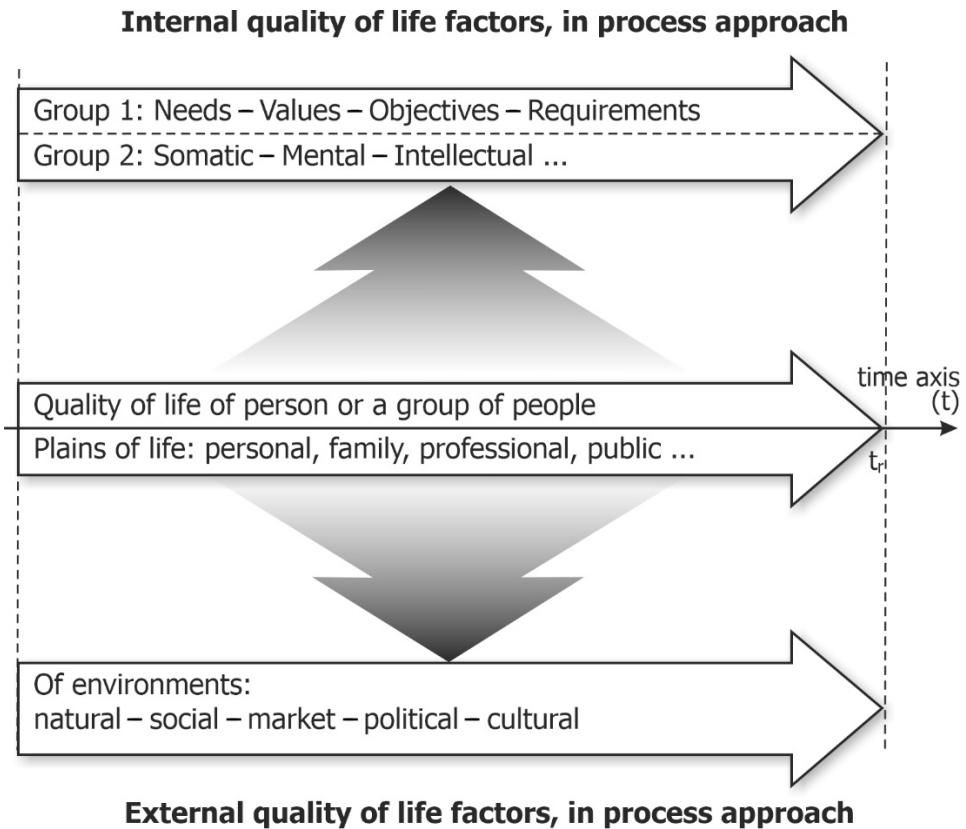 Internal quality of life factors, in process approach
Group 1: Needs – Values – Objectives – Requirements
Group 2: Somatic – Mental – Intellectual ...
Quality of life of person or a group of people
time axis
(t)
Plains of life: personal, family, professional, public ...
tᵣ
Of environments:
natural – social – market – political – cultural
External quality of life factors, in process approach